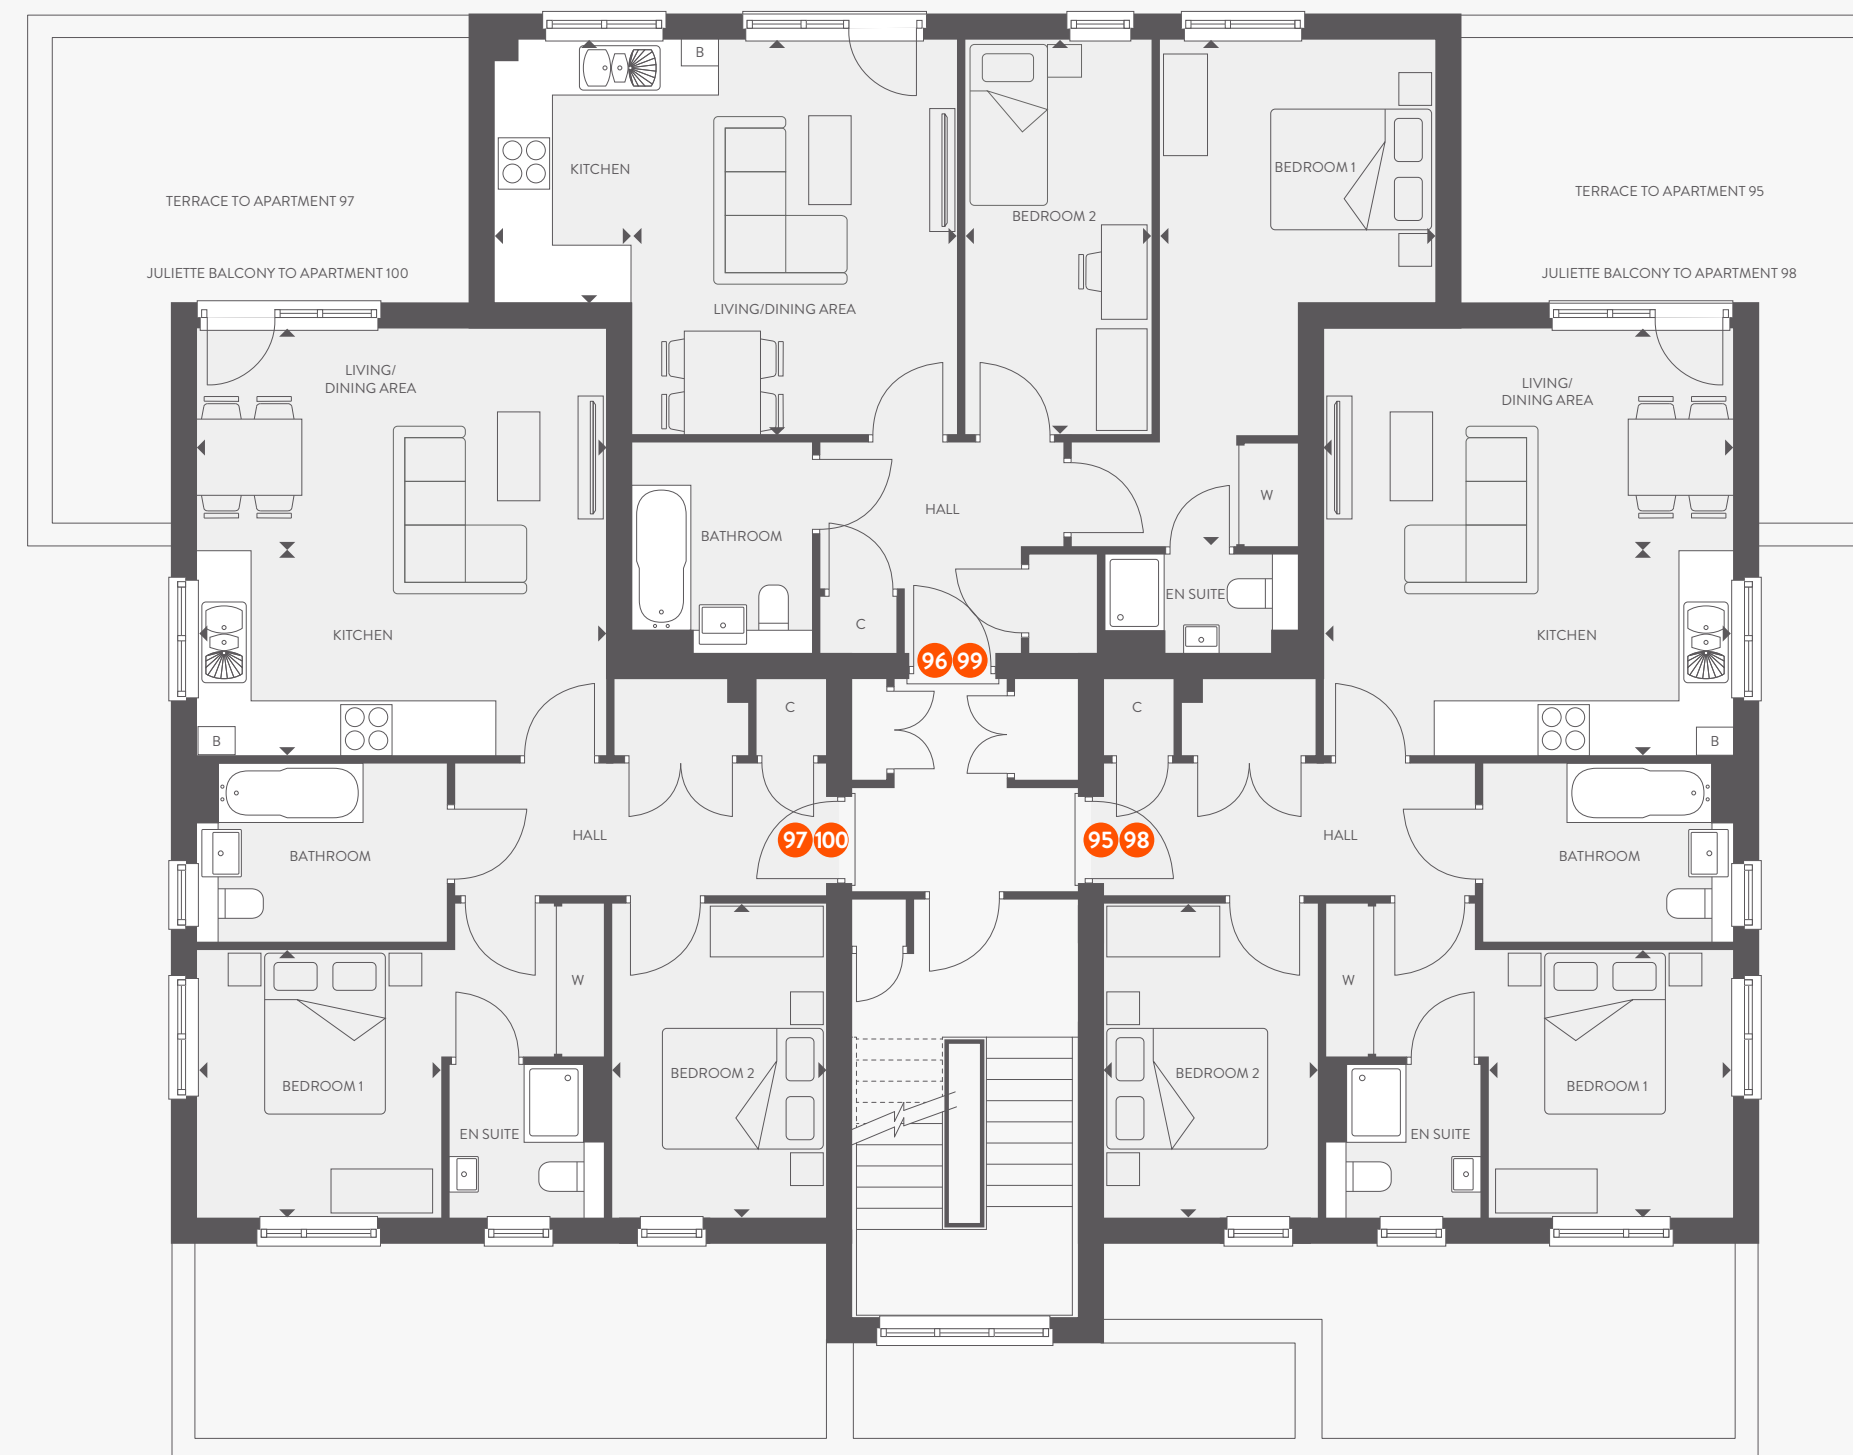 B
KITCHEN
BEDROOM 1
TERRACE TO APARTMENT 97
TERRACE TO APARTMENT 95
BEDROOM 2
JULIETTE BALCONY TO APARTMENT 100
JULIETTE BALCONY TO APARTMENT 98
LIVING/DINING AREA
LIVING/
DINING AREA
LIVING/
DINING AREA
W
HALL
BATHROOM
EN SUITE
C
KITCHEN
KITCHEN
96 99
C
C
B
B
HALL
97 100
95 98
HALL
BATHROOM
BATHROOM
W
W
BEDROOM 1
BEDROOM 2
BEDROOM 2
BEDROOM 1
EN SUITE
EN SUITE